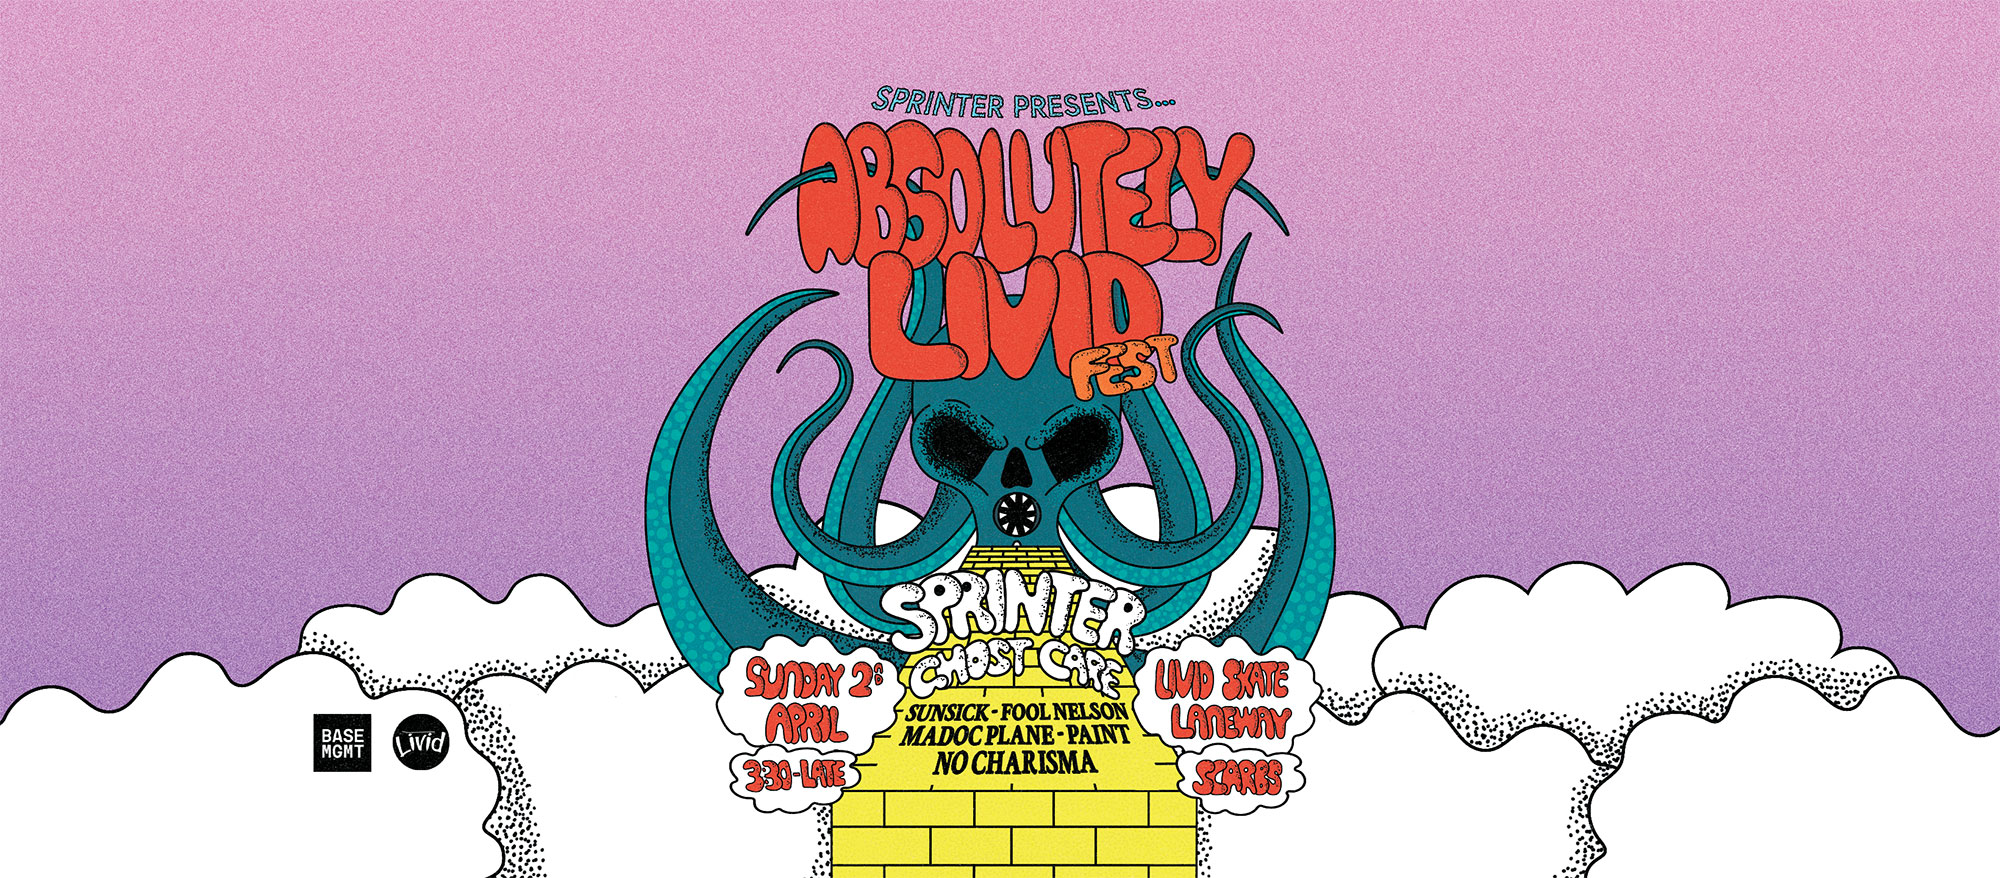 SPRINTER PRESENTS...
ABSOLUTELY
LIVID
FEST
SPRINTER
GHOST CARE
SUNDAY 2ND
APRIL
3:30-LATE
SUNSICK - FOOL NELSON
MADOC PLANE - PAINT
NO CHARISMA
LIVID SKATE
LANEWAY
SCARBS
BASE
MGMT
Livid